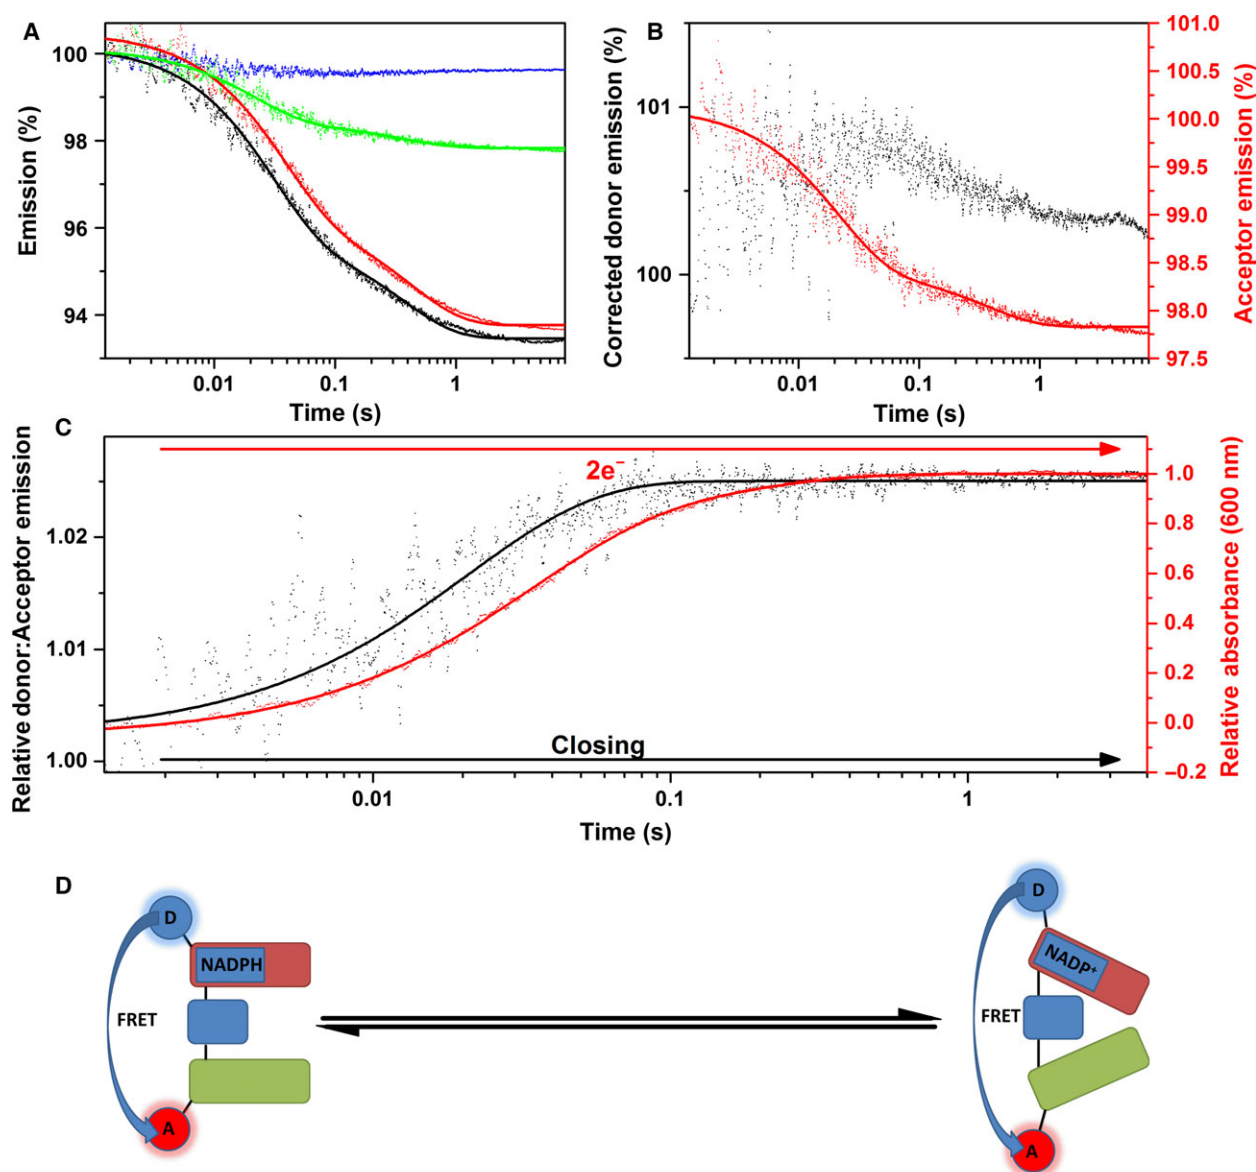 A
Emission (%)
100
98
96
94
0.01
0.1
1
Time (s)
B
Corrected donor emission (%)
101
100
0.01
0.1
1
Time (s)
101.0
100.5
100.0
99.5
99.0
98.5
98.0
97.5
Acceptor emission (%)
C
Relative donor:Acceptor emission
1.02
1.01
1.00
2e⁻
Closing
1.0
0.8
0.6
0.4
0.2
0.0
–0.2
Relative absorbance (600 nm)
0.01
0.1
1
Time (s)
D
D
NADPH
FRET
A
D
NADP⁺
FRET
A